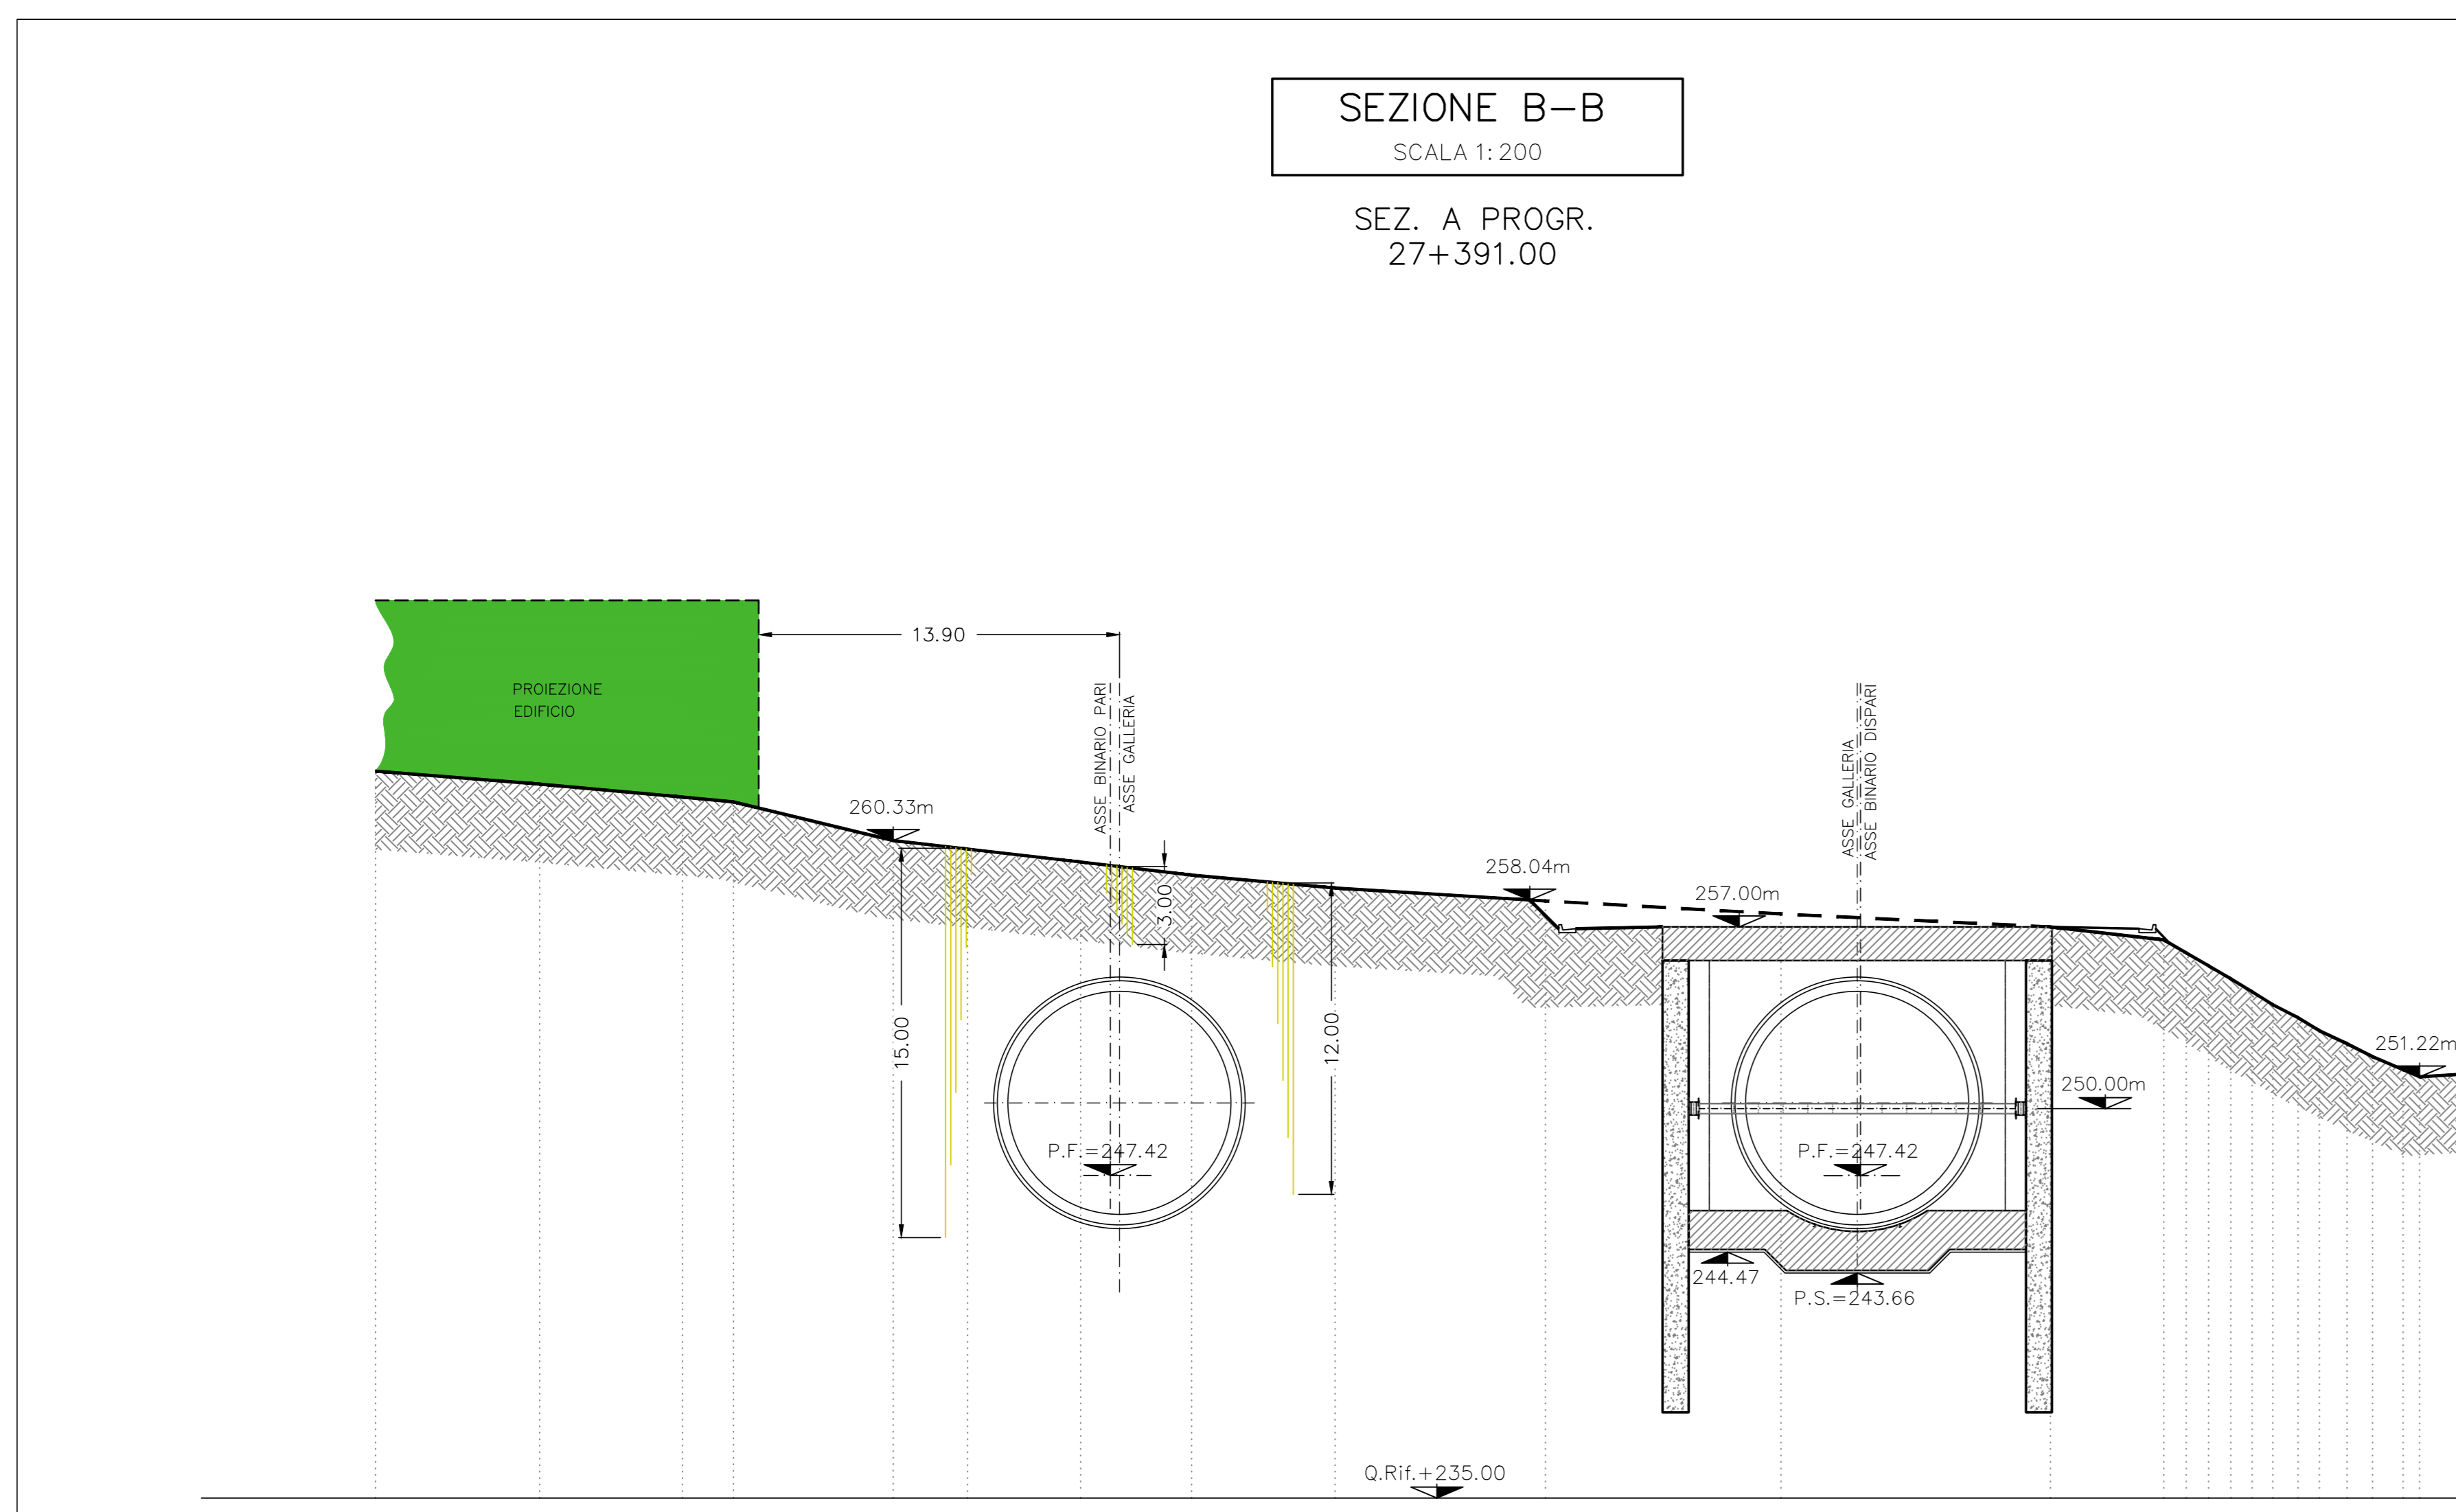 SEZIONE B-B
SCALA 1:200
SEZ. A PROGR.
27+391.00
13.90
PROIEZIONE
EDIFICIO
ASSE BINARIO PARI
ASSE GALLERIA
ASSE GALLERIA
ASSE BINARIO DISPARI
260.33m
258.04m
257.00m
3.00
15.00
12.00
251.22m
250.00m
P.F.=247.42
P.F.=247.42
244.47
P.S.=243.66
Q.Rif.+235.00